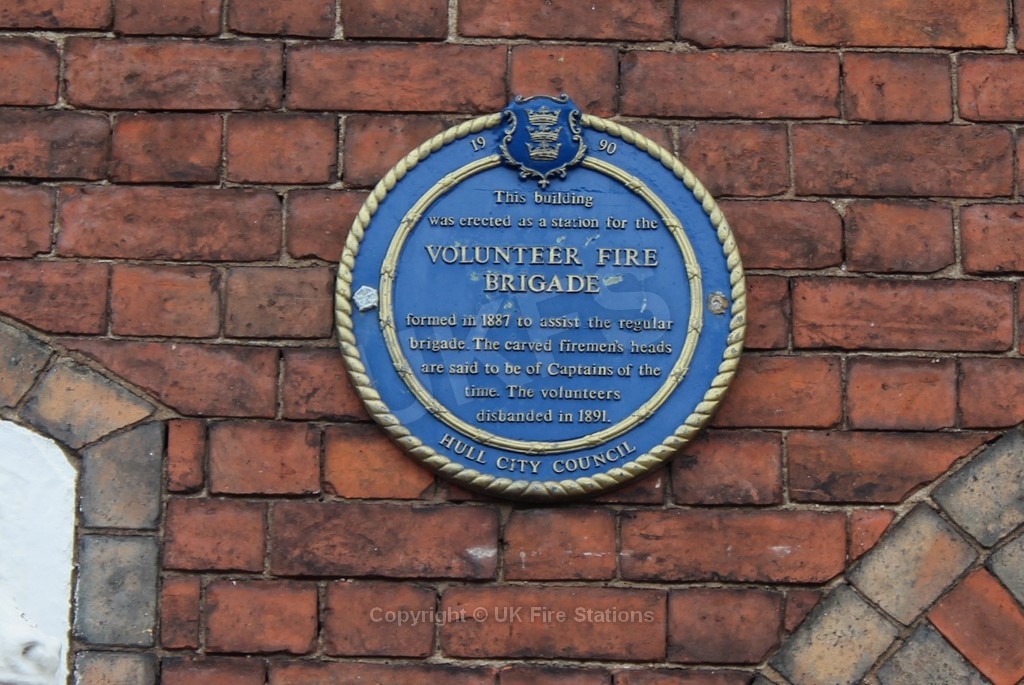 19 90
This building
was erected as a station for the
VOLUNTEER FIRE
BRIGADE
formed in 1887 to assist the regular
brigade. The carved firemen's heads
are said to be of Captains of the
time. The volunteers
disbanded in 1891.
HULL CITY COUNCIL
UKFS
Copyright © UK Fire Stations